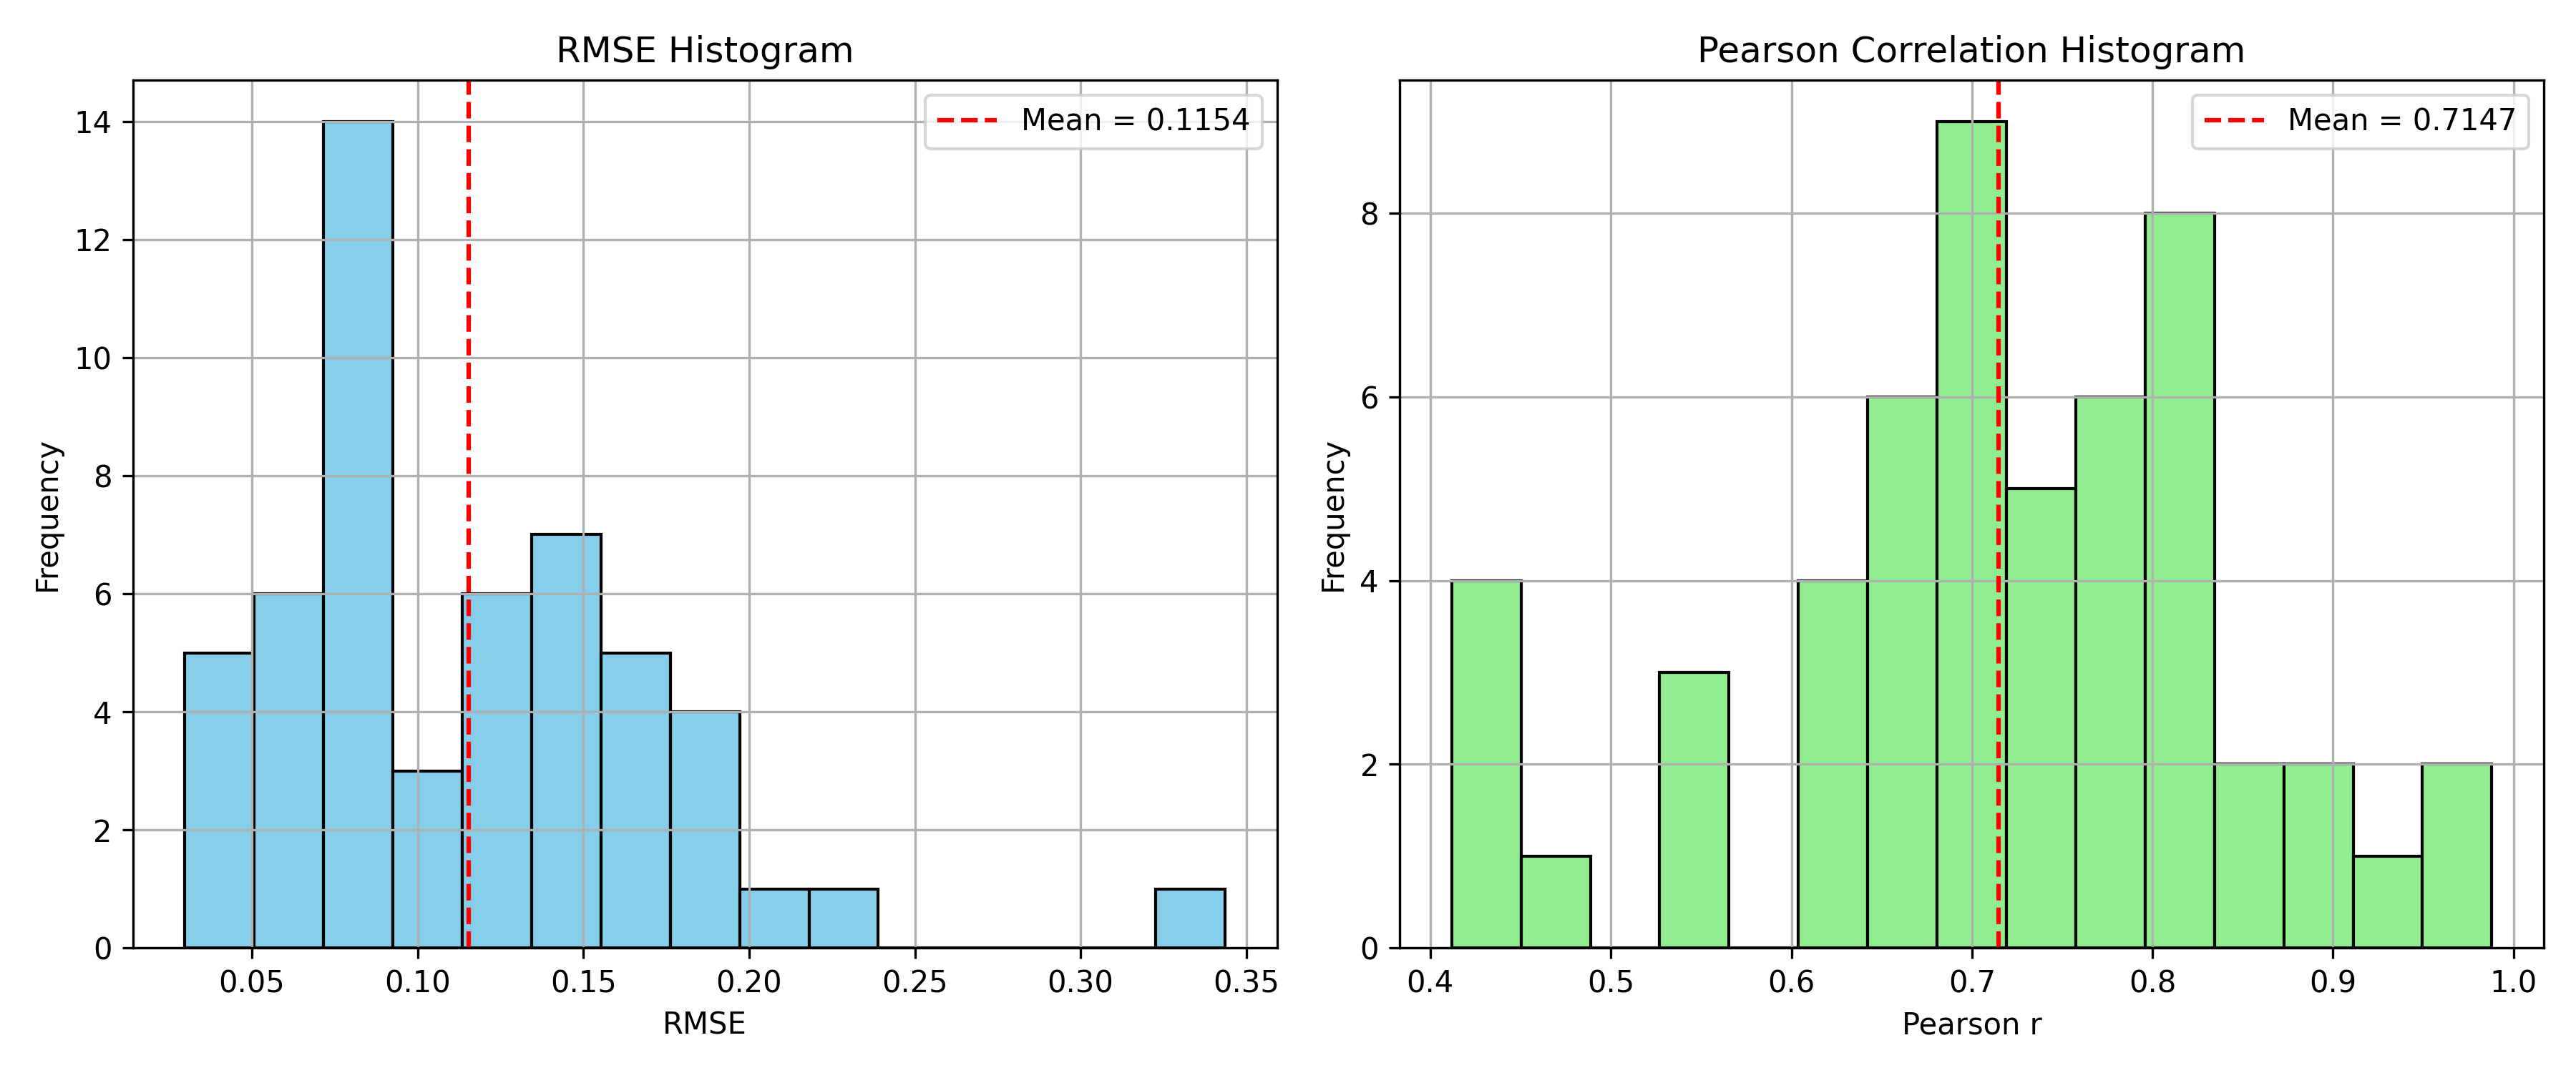 RMSE Histogram
Mean = 0.1154
Frequency
14
12
10
8
6
4
2
0
0.05 0.10 0.15 0.20 0.25 0.30 0.35
RMSE
Pearson Correlation Histogram
Mean = 0.7147
Frequency
8
6
4
2
0
0.4 0.5 0.6 0.7 0.8 0.9 1.0
Pearson r